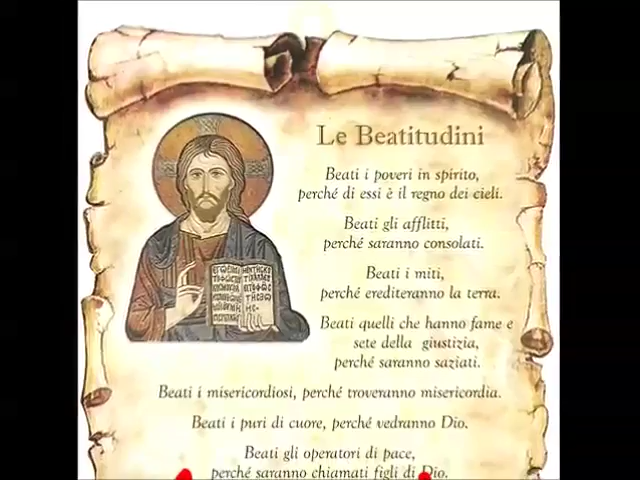 Le Beatitudini
Beati i poveri in spirito,
perché di essi è il regno dei cieli.
Beati gli afflitti,
perché saranno consolati.
Beati i miti,
perché erediteranno la terra.
Beati quelli che hanno fame e
sete della giustizia,
perché saranno saziati.
Beati i misericordiosi, perché troveranno misericordia.
Beati i puri di cuore, perché vedranno Dio.
Beati gli operatori di pace,
perché saranno chiamati figli di Dio.